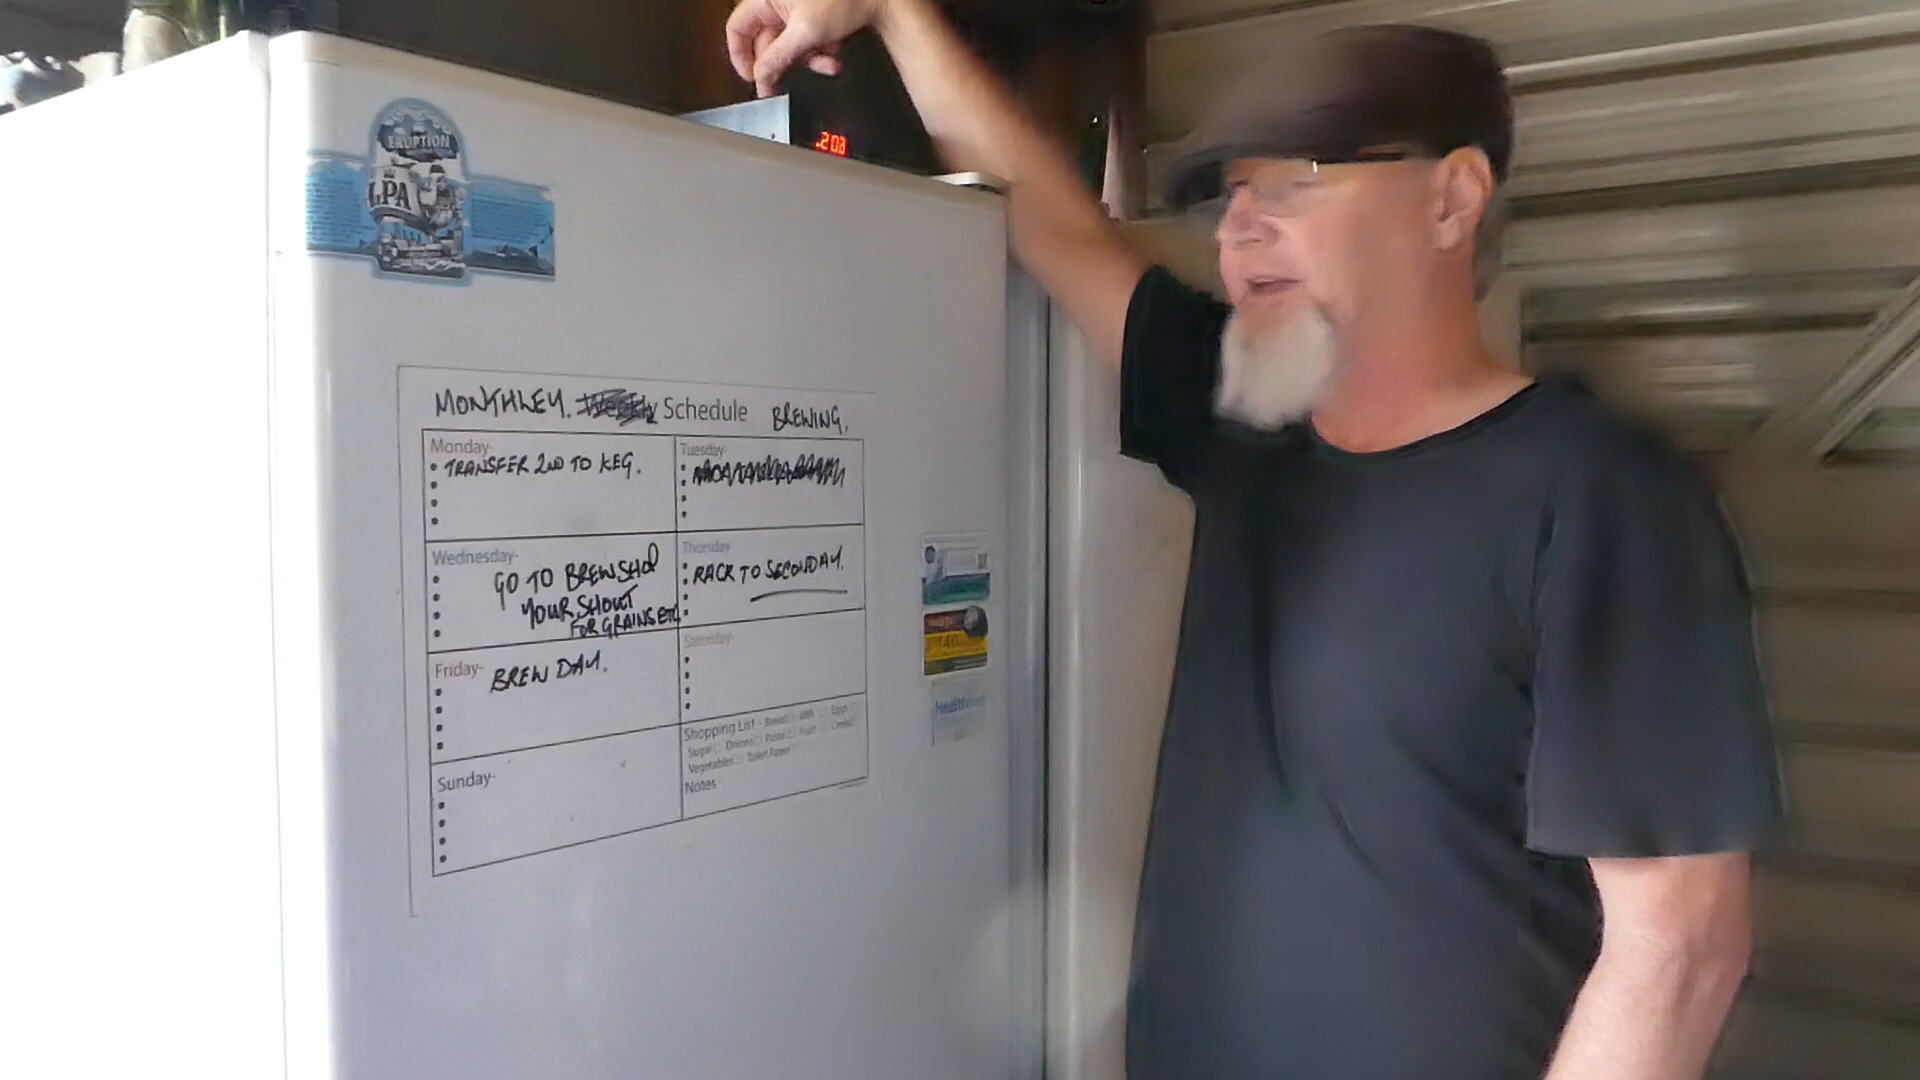 ERUPTION
LPA
.203
MONTHLEY. Weekly Schedule BREWING.
Monday-
TRANSFER 2ND TO KEG.
Tuesday-
Wednesday-
GO TO BREWSHOP
YOUR SHOUT
FOR GRAINS ETC
Thursday
RACK TO SECONDAY.
Friday-
BREW DAY.
Saturday-
Sunday-
Shopping List - Bread Milk Eggs
Sugar Onions Pasta Fruit Cereal
Vegetables Toilet Paper
Notes -